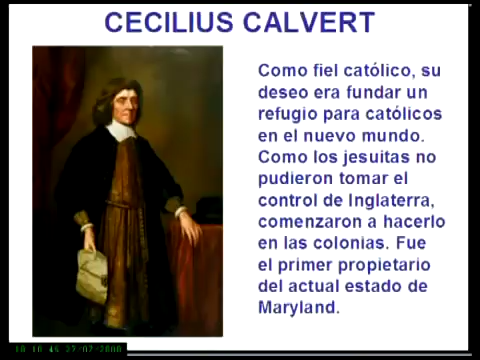 CECILIUS CALVERT
Como fiel católico, su
deseo era fundar un
refugio para católicos
en el nuevo mundo.
Como los jesuitas no
pudieron tomar el
control de Inglaterra,
comenzaron a hacerlo
en las colonias. Fue
el primer propietario
del actual estado de
Maryland.